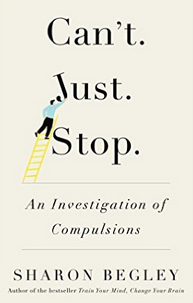 Can't.
Just.
Stop.
An Investigation of
Compulsions
SHARON BEGLEY
Author of the bestseller Train Your Mind, Change Your Brain